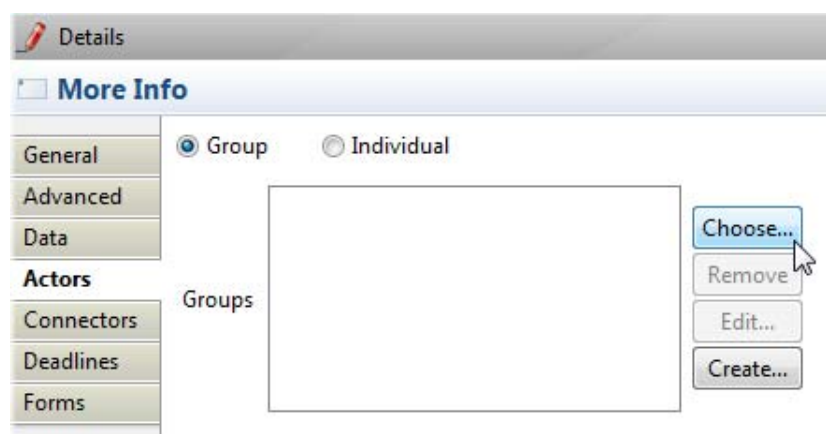 Details
More Info
General
Advanced
Data
Actors
Connectors
Deadlines
Forms
Group Individual
Groups
Choose...
Remove
Edit...
Create...